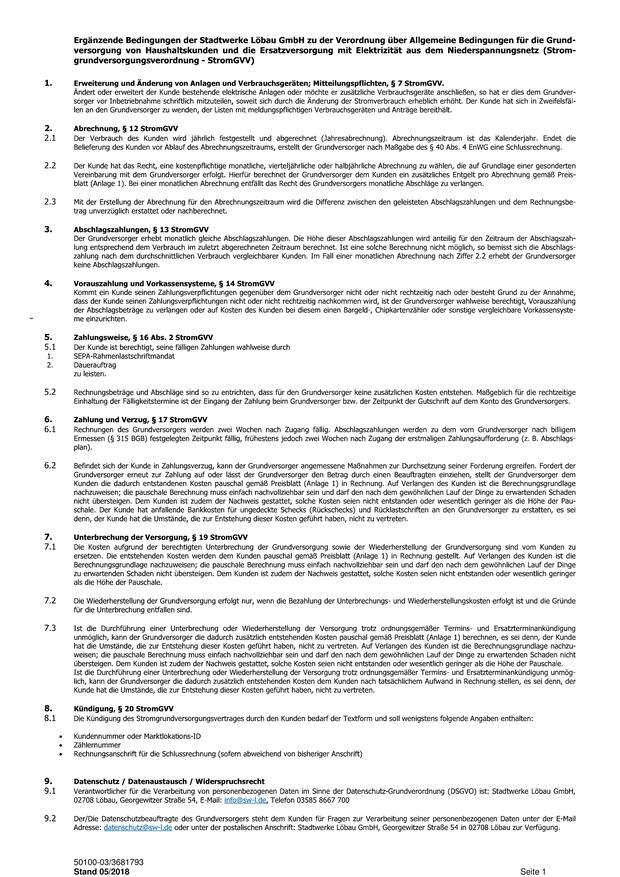 Ergänzende Bedingungen der Stadtwerke Löbau GmbH zu der Verordnung über Allgemeine Bedingungen für die Grund-
versorgung von Haushaltskunden und die Ersatzversorgung mit Elektrizität aus dem Niederspannungsnetz (Strom-
grundversorgungsverordnung - StromGVV)
1. Erweiterung und Änderung von Anlagen und Verbrauchsgeräten; Mitteilungspflichten, § 7 StromGVV.
Ändert oder erweitert der Kunde bestehende elektrische Anlagen oder möchte er zusätzliche Verbrauchsgeräte anschließen, so hat er dies dem Grundver-
sorger vor Inbetriebnahme schriftlich mitzuteilen, soweit sich durch die Änderung der Stromverbrauch erheblich erhöht. Der Kunde hat sich in Zweifelsfäl-
len an den Grundversorger zu wenden, der Listen mit meldepflichtigen Verbrauchsgeräten und Anträge bereithält.
2. Abrechnung, § 12 StromGVV
2.1 Der Verbrauch des Kunden wird jährlich festgestellt und abgerechnet (Jahresabrechnung). Abrechnungszeitraum ist das Kalenderjahr. Endet die
Belieferung des Kunden vor Ablauf des Abrechnungszeitraums, erstellt der Grundversorger nach Maßgabe des § 40 Abs. 4 EnWG eine Schlussrechnung.
2.2 Der Kunde hat das Recht, eine kostenpflichtige monatliche, vierteljährliche oder halbjährliche Abrechnung zu wählen, die auf Grundlage einer gesonderten
Vereinbarung mit dem Grundversorger erfolgt. Hierfür berechnet der Grundversorger dem Kunden ein zusätzliches Entgelt pro Abrechnung gemäß Preis-
blatt (Anlage 1). Bei einer monatlichen Abrechnung entfällt das Recht des Grundversorgers monatliche Abschläge zu verlangen.
2.3 Mit der Erstellung der Abrechnung für den Abrechnungszeitraum wird die Differenz zwischen den geleisteten Abschlagszahlungen und dem Rechnungsbe-
trag unverzüglich erstattet oder nachberechnet.
3. Abschlagszahlungen, § 13 StromGVV
Der Grundversorger erhebt monatlich gleiche Abschlagszahlungen. Die Höhe dieser Abschlagszahlungen wird anteilig für den Zeitraum der Abschlagszah-
lung entsprechend dem Verbrauch im zuletzt abgerechneten Zeitraum berechnet. Ist eine solche Berechnung nicht möglich, so bemisst sich die Abschlags-
zahlung nach dem durchschnittlichen Verbrauch vergleichbarer Kunden. Im Fall einer monatlichen Abrechnung nach Ziffer 2.2 erhebt der Grundversorger
keine Abschlagszahlungen.
4. Vorauszahlung und Vorkassensysteme, § 14 StromGVV
Kommt ein Kunde seinen Zahlungsverpflichtungen gegenüber dem Grundversorger nicht oder nicht rechtzeitig nach oder besteht Grund zu der Annahme,
dass der Kunde seinen Zahlungsverpflichtungen nicht oder nicht rechtzeitig nachkommen wird, ist der Grundversorger wahlweise berechtigt, Vorauszahlung
der Abschlagsbeträge zu verlangen oder auf Kosten des Kunden bei diesem einen Bargeld-, Chipkartenzähler oder sonstige vergleichbare Vorkassensyste-
me einzurichten.
5. Zahlungsweise, § 16 Abs. 2 StromGVV
5.1 Der Kunde ist berechtigt, seine fälligen Zahlungen wahlweise durch
1. SEPA-Rahmenlastschriftmandat
2. Dauerauftrag
zu leisten.
5.2 Rechnungsbeträge und Abschläge sind so zu entrichten, dass für den Grundversorger keine zusätzlichen Kosten entstehen. Maßgeblich für die rechtzeitige
Einhaltung der Fälligkeitstermine ist der Eingang der Zahlung beim Grundversorger bzw. der Zeitpunkt der Gutschrift auf dem Konto des Grundversorgers.
6. Zahlung und Verzug, § 17 StromGVV
6.1 Rechnungen des Grundversorgers werden zwei Wochen nach Zugang fällig. Abschlagszahlungen werden zu dem vom Grundversorger nach billigem
Ermessen (§ 315 BGB) festgelegten Zeitpunkt fällig, frühestens jedoch zwei Wochen nach Zugang der erstmaligen Zahlungsaufforderung (z. B. Abschlags-
plan).
6.2 Befindet sich der Kunde in Zahlungsverzug, kann der Grundversorger angemessene Maßnahmen zur Durchsetzung seiner Forderung ergreifen. Fordert der
Grundversorger erneut zur Zahlung auf oder lässt der Grundversorger den Betrag durch einen Beauftragten einziehen, stellt der Grundversorger dem
Kunden die dadurch entstandenen Kosten pauschal gemäß Preisblatt (Anlage 1) in Rechnung. Auf Verlangen des Kunden ist die Berechnungsgrundlage
nachzuweisen; die pauschale Berechnung muss einfach nachvollziehbar sein und darf den nach dem gewöhnlichen Lauf der Dinge zu erwartenden Schaden
nicht übersteigen. Dem Kunden ist zudem der Nachweis gestattet, solche Kosten seien nicht entstanden oder wesentlich geringer als die Höhe der Pau-
schale. Der Kunde hat anfallende Bankkosten für ungedeckte Schecks (Rückschecks) und Rücklastschriften an den Grundversorger zu erstatten, es sei
denn, der Kunde hat die Umstände, die zur Entstehung dieser Kosten geführt haben, nicht zu vertreten.
7. Unterbrechung der Versorgung, § 19 StromGVV
7.1 Die Kosten aufgrund der berechtigten Unterbrechung der Grundversorgung sowie der Wiederherstellung der Grundversorgung sind vom Kunden zu
ersetzen. Die entstehenden Kosten werden dem Kunden pauschal gemäß Preisblatt (Anlage 1) in Rechnung gestellt. Auf Verlangen des Kunden ist die
Berechnungsgrundlage nachzuweisen; die pauschale Berechnung muss einfach nachvollziehbar sein und darf den nach dem gewöhnlichen Lauf der Dinge
zu erwartenden Schaden nicht übersteigen. Dem Kunden ist zudem der Nachweis gestattet, solche Kosten seien nicht entstanden oder wesentlich geringer
als die Höhe der Pauschale.
7.2 Die Wiederherstellung der Grundversorgung erfolgt nur, wenn die Bezahlung der Unterbrechungs- und Wiederherstellungskosten erfolgt ist und die Gründe
für die Unterbrechung entfallen sind.
7.3 Ist die Durchführung einer Unterbrechung oder Wiederherstellung der Versorgung trotz ordnungsgemäßer Termins- und Ersatzterminankündigung
unmöglich, kann der Grundversorger die dadurch zusätzlich entstehenden Kosten pauschal gemäß Preisblatt (Anlage 1) berechnen, es sei denn, der Kunde
hat die Umstände, die zur Entstehung dieser Kosten geführt haben, nicht zu vertreten. Auf Verlangen des Kunden ist die Berechnungsgrundlage nachzu-
weisen; die pauschale Berechnung muss einfach nachvollziehbar sein und darf den nach dem gewöhnlichen Lauf der Dinge zu erwartenden Schaden nicht
übersteigen. Dem Kunden ist zudem der Nachweis gestattet, solche Kosten seien nicht entstanden oder wesentlich geringer als die Höhe der Pauschale.
Ist die Durchführung einer Unterbrechung oder Wiederherstellung der Versorgung trotz ordnungsgemäßer Termins- und Ersatzterminankündigung unmög-
lich, kann der Grundversorger die dadurch zusätzlich entstehenden Kosten dem Kunden nach tatsächlichem Aufwand in Rechnung stellen, es sei denn, der
Kunde hat die Umstände, die zur Entstehung dieser Kosten geführt haben, nicht zu vertreten.
8. Kündigung, § 20 StromGVV
8.1 Die Kündigung des Stromgrundversorgungsvertrages durch den Kunden bedarf der Textform und soll wenigstens folgende Angaben enthalten:
• Kundennummer oder Marktlokations-ID
• Zählernummer
• Rechnungsanschrift für die Schlussrechnung (sofern abweichend von bisheriger Anschrift)
9. Datenschutz / Datenaustausch / Widerspruchsrecht
9.1 Verantwortlicher für die Verarbeitung von personenbezogenen Daten im Sinne der Datenschutz-Grundverordnung (DSGVO) ist: Stadtwerke Löbau GmbH,
02708 Löbau, Georgewitzer Straße 54, E-Mail: info@sw-l.de, Telefon 03585 8667 700
9.2 Der/Die Datenschutzbeauftragte des Grundversorgers steht dem Kunden für Fragen zur Verarbeitung seiner personenbezogenen Daten unter der E-Mail
Adresse: datenschutz@sw-l.de oder unter der postalischen Anschrift: Stadtwerke Löbau GmbH, Georgewitzer Straße 54 in 02708 Löbau zur Verfügung.
50100-03/3681793
Stand 05/2018 Seite 1